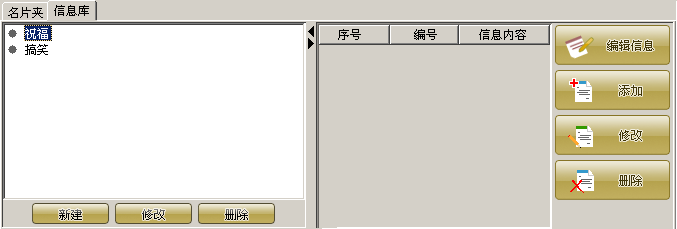 名片夹 信息库
祝福
搞笑
新建 修改 删除
序号 编号 信息内容
编辑信息
添加
修改
删除